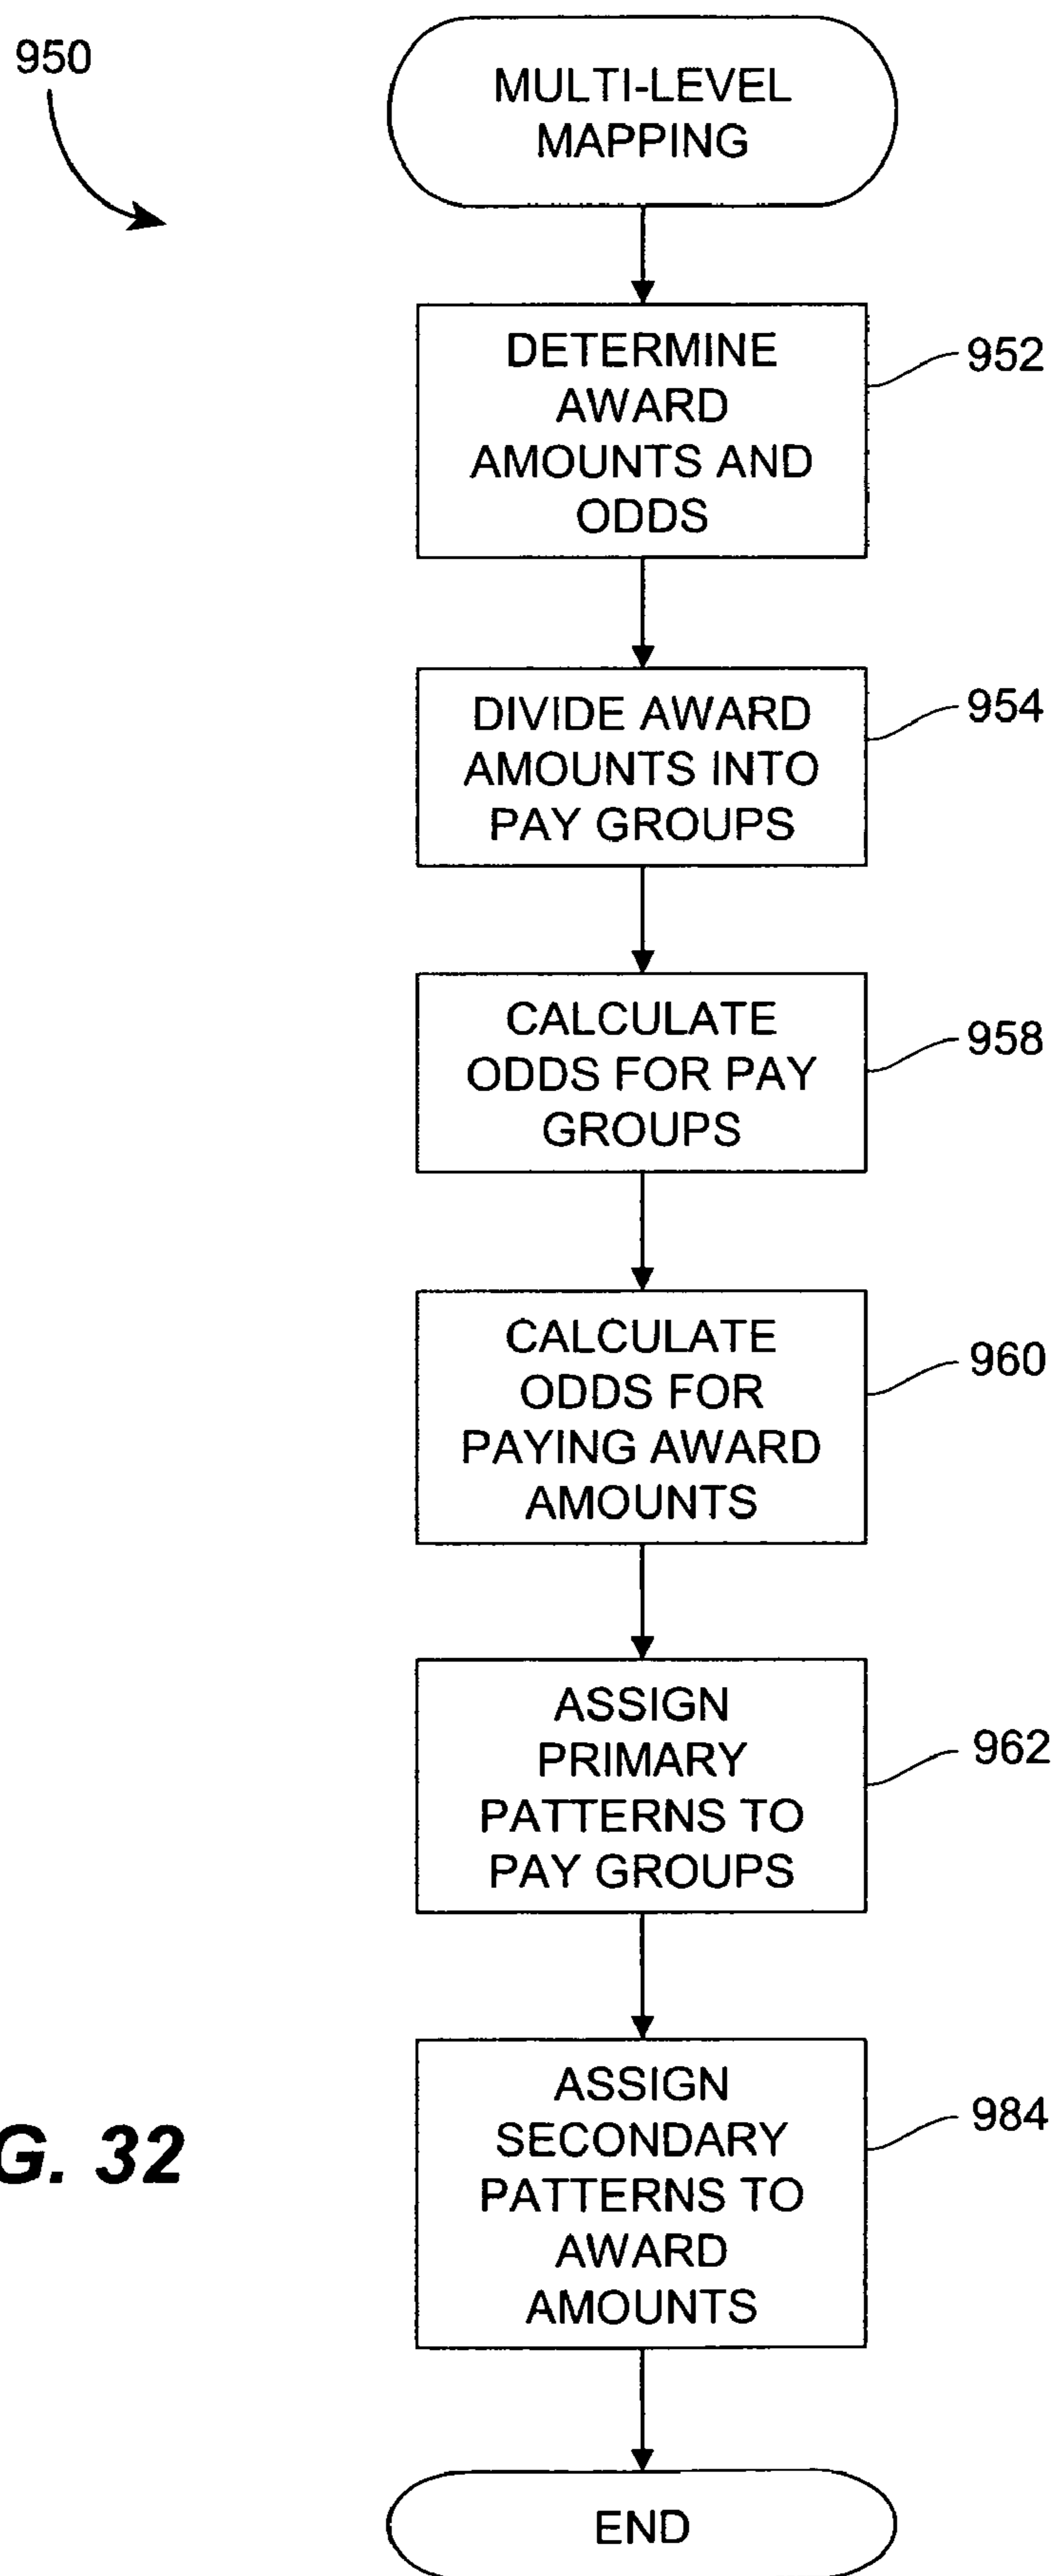 950
MULTI-LEVEL
MAPPING
DETERMINE
AWARD
AMOUNTS AND
ODDS
952
DIVIDE AWARD
AMOUNTS INTO
PAY GROUPS
954
CALCULATE
ODDS FOR PAY
GROUPS
958
CALCULATE
ODDS FOR
PAYING AWARD
AMOUNTS
960
ASSIGN
PRIMARY
PATTERNS TO
PAY GROUPS
962
ASSIGN
SECONDARY
PATTERNS TO
AWARD
AMOUNTS
984
G. 32
END